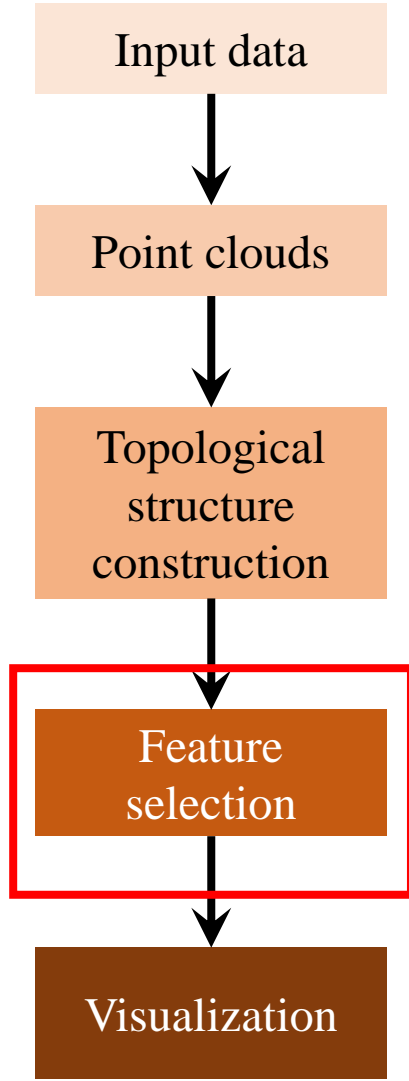 Input data
Point clouds
Topological
structure
construction
Feature
selection
Visualization